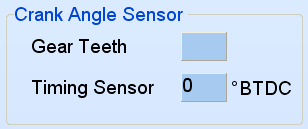 Crank Angle Sensor
Gear Teeth
Timing Sensor 0 °BTDC